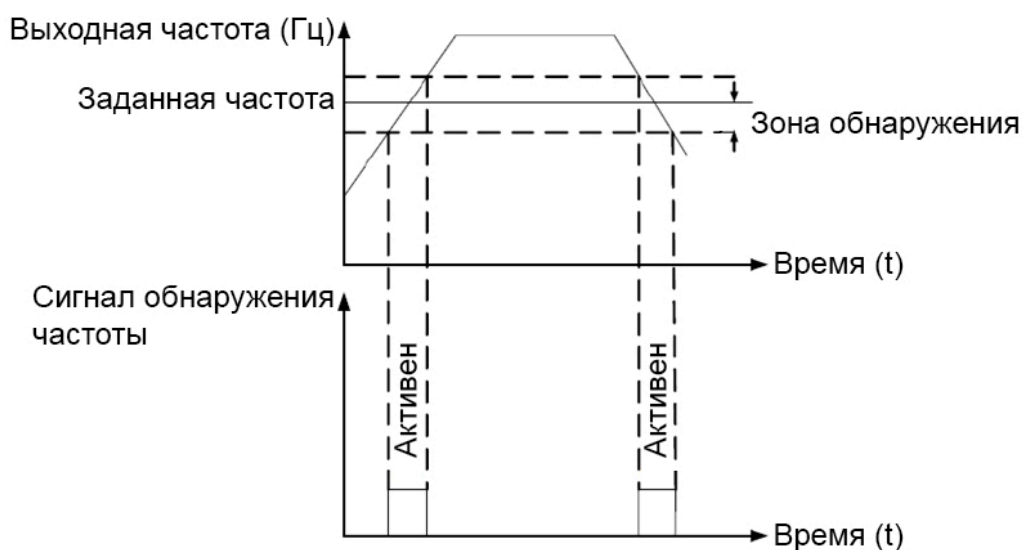 Выходная частота (Гц)
Заданная частота
Зона обнаружения
Время (t)
Сигнал обнаружения
частоты
Активен
Активен
Время (t)